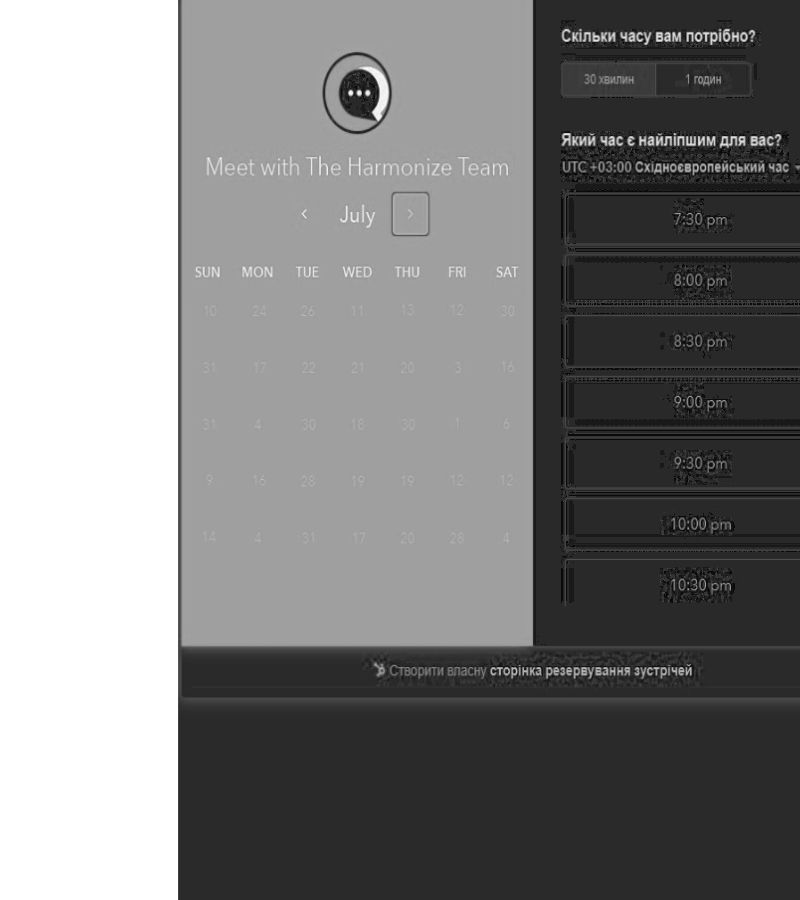 Meet with The Harmonize Team
July
SUN MON TUE WED THU FRI SAT
10 24 26 11 13 12 30
31 17 22 21 20 3 16
31 4 30 18 30 1 6
9 16 28 19 19 12 12
14 4 31 17 20 28 4
Скільки часу вам потрібно?
30 хвилин 1 годин
Який час є найліпшим для вас?
UTC +03:00 Східноєвропейський час
7:30 pm
8:00 pm
8:30 pm
9:00 pm
9:30 pm
10:00 pm
10:30 pm
Створити власну сторінка резервування зустрічей